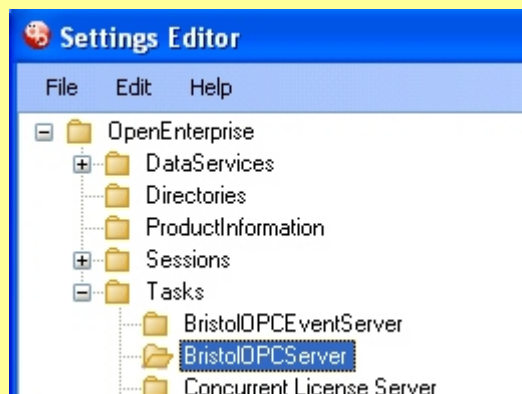 Settings Editor
File Edit Help
OpenEnterprise
DataServices
Directories
ProductInformation
Sessions
Tasks
BristolOPCEventServer
BristolOPCServer
Concurrent License Server